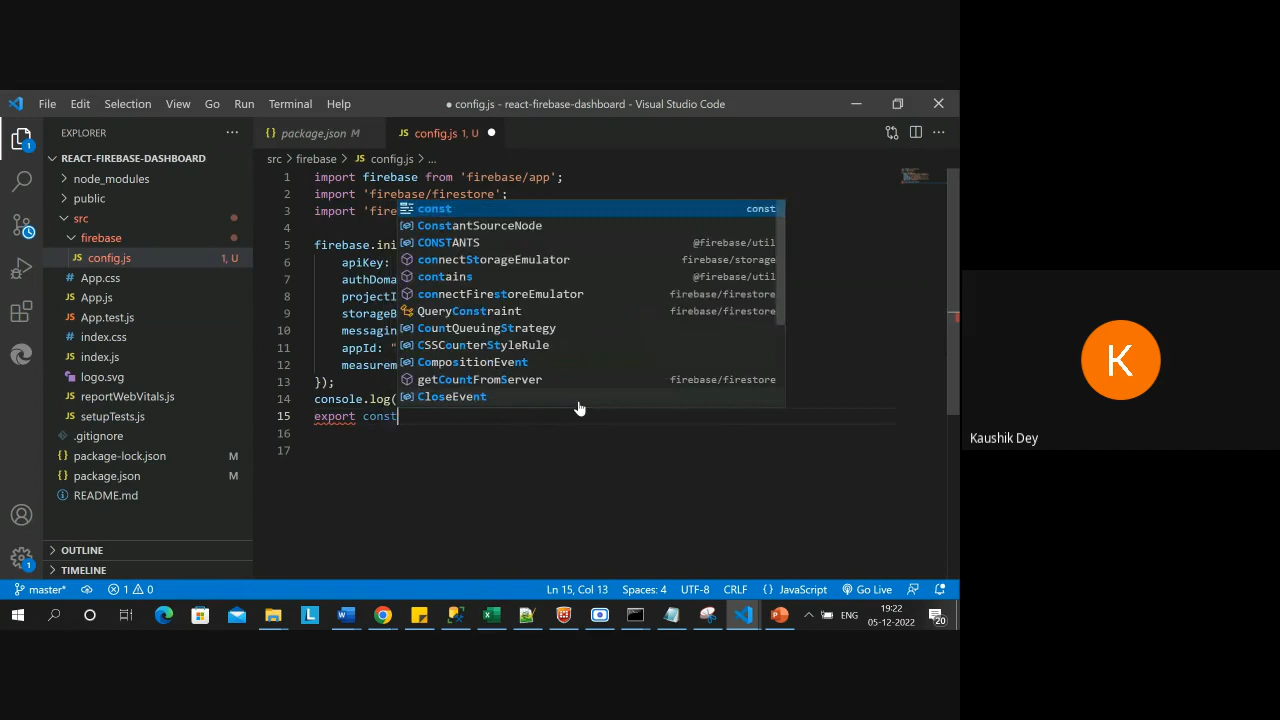 File Edit Selection View Go Run Terminal Help
● config.js - react-firebase-dashboard - Visual Studio Code
EXPLORER
REACT-FIREBASE-DASHBOARD
node_modules
public
src
firebase
config.js 1, U
App.css
App.js
App.test.js
index.css
index.js
logo.svg
reportWebVitals.js
setupTests.js
.gitignore
package-lock.json M
package.json M
README.md
OUTLINE
TIMELINE
package.json M
config.js 1, U
src > firebase > JS config.js > ...
1 import firebase from 'firebase/app';
2 import 'firebase/firestore';
3 import 'fire
4
5 firebase.ini
6 apiKey:
7 authDoma
8 projectI
9 storageB
10 messagin
11 appId: "
12 measurem
13 });
14 console.log(
15 export const
16
17
const const
ConstantSourceNode
CONSTANTS @firebase/util
connectStorageEmulator firebase/storage
contains @firebase/util
connectFirestoreEmulator firebase/firestore
QueryConstraint firebase/firestore
CountQueuingStrategy
CSSCounterStyleRule
CompositionEvent
getCountFromServer firebase/firestore
CloseEvent
master* 1 0 Ln 15, Col 13 Spaces: 4 UTF-8 CRLF {} JavaScript Go Live
ENG 19:22
05-12-2022
20
K
Kaushik Dey